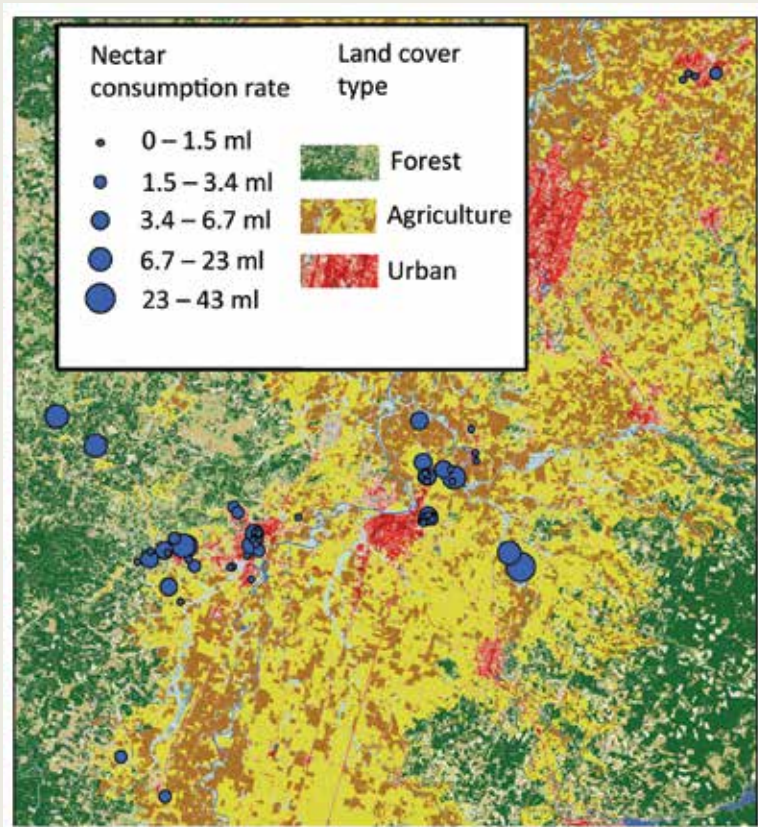 Nectar
consumption rate
0 – 1.5 ml
1.5 – 3.4 ml
3.4 – 6.7 ml
6.7 – 23 ml
23 – 43 ml
Land cover
type
Forest
Agriculture
Urban